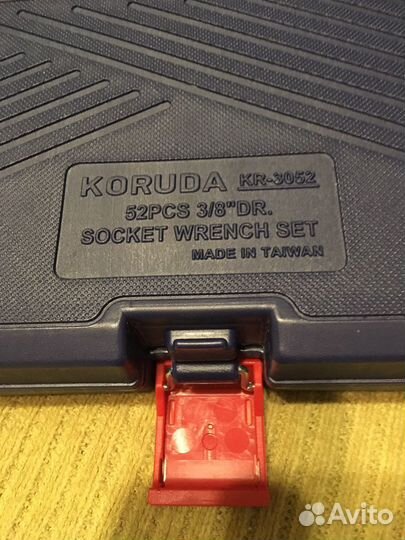 KORUDA KR-3052
52PCS 3/8"DR.
SOCKET WRENCH SET
MADE IN TAIWAN
Avito